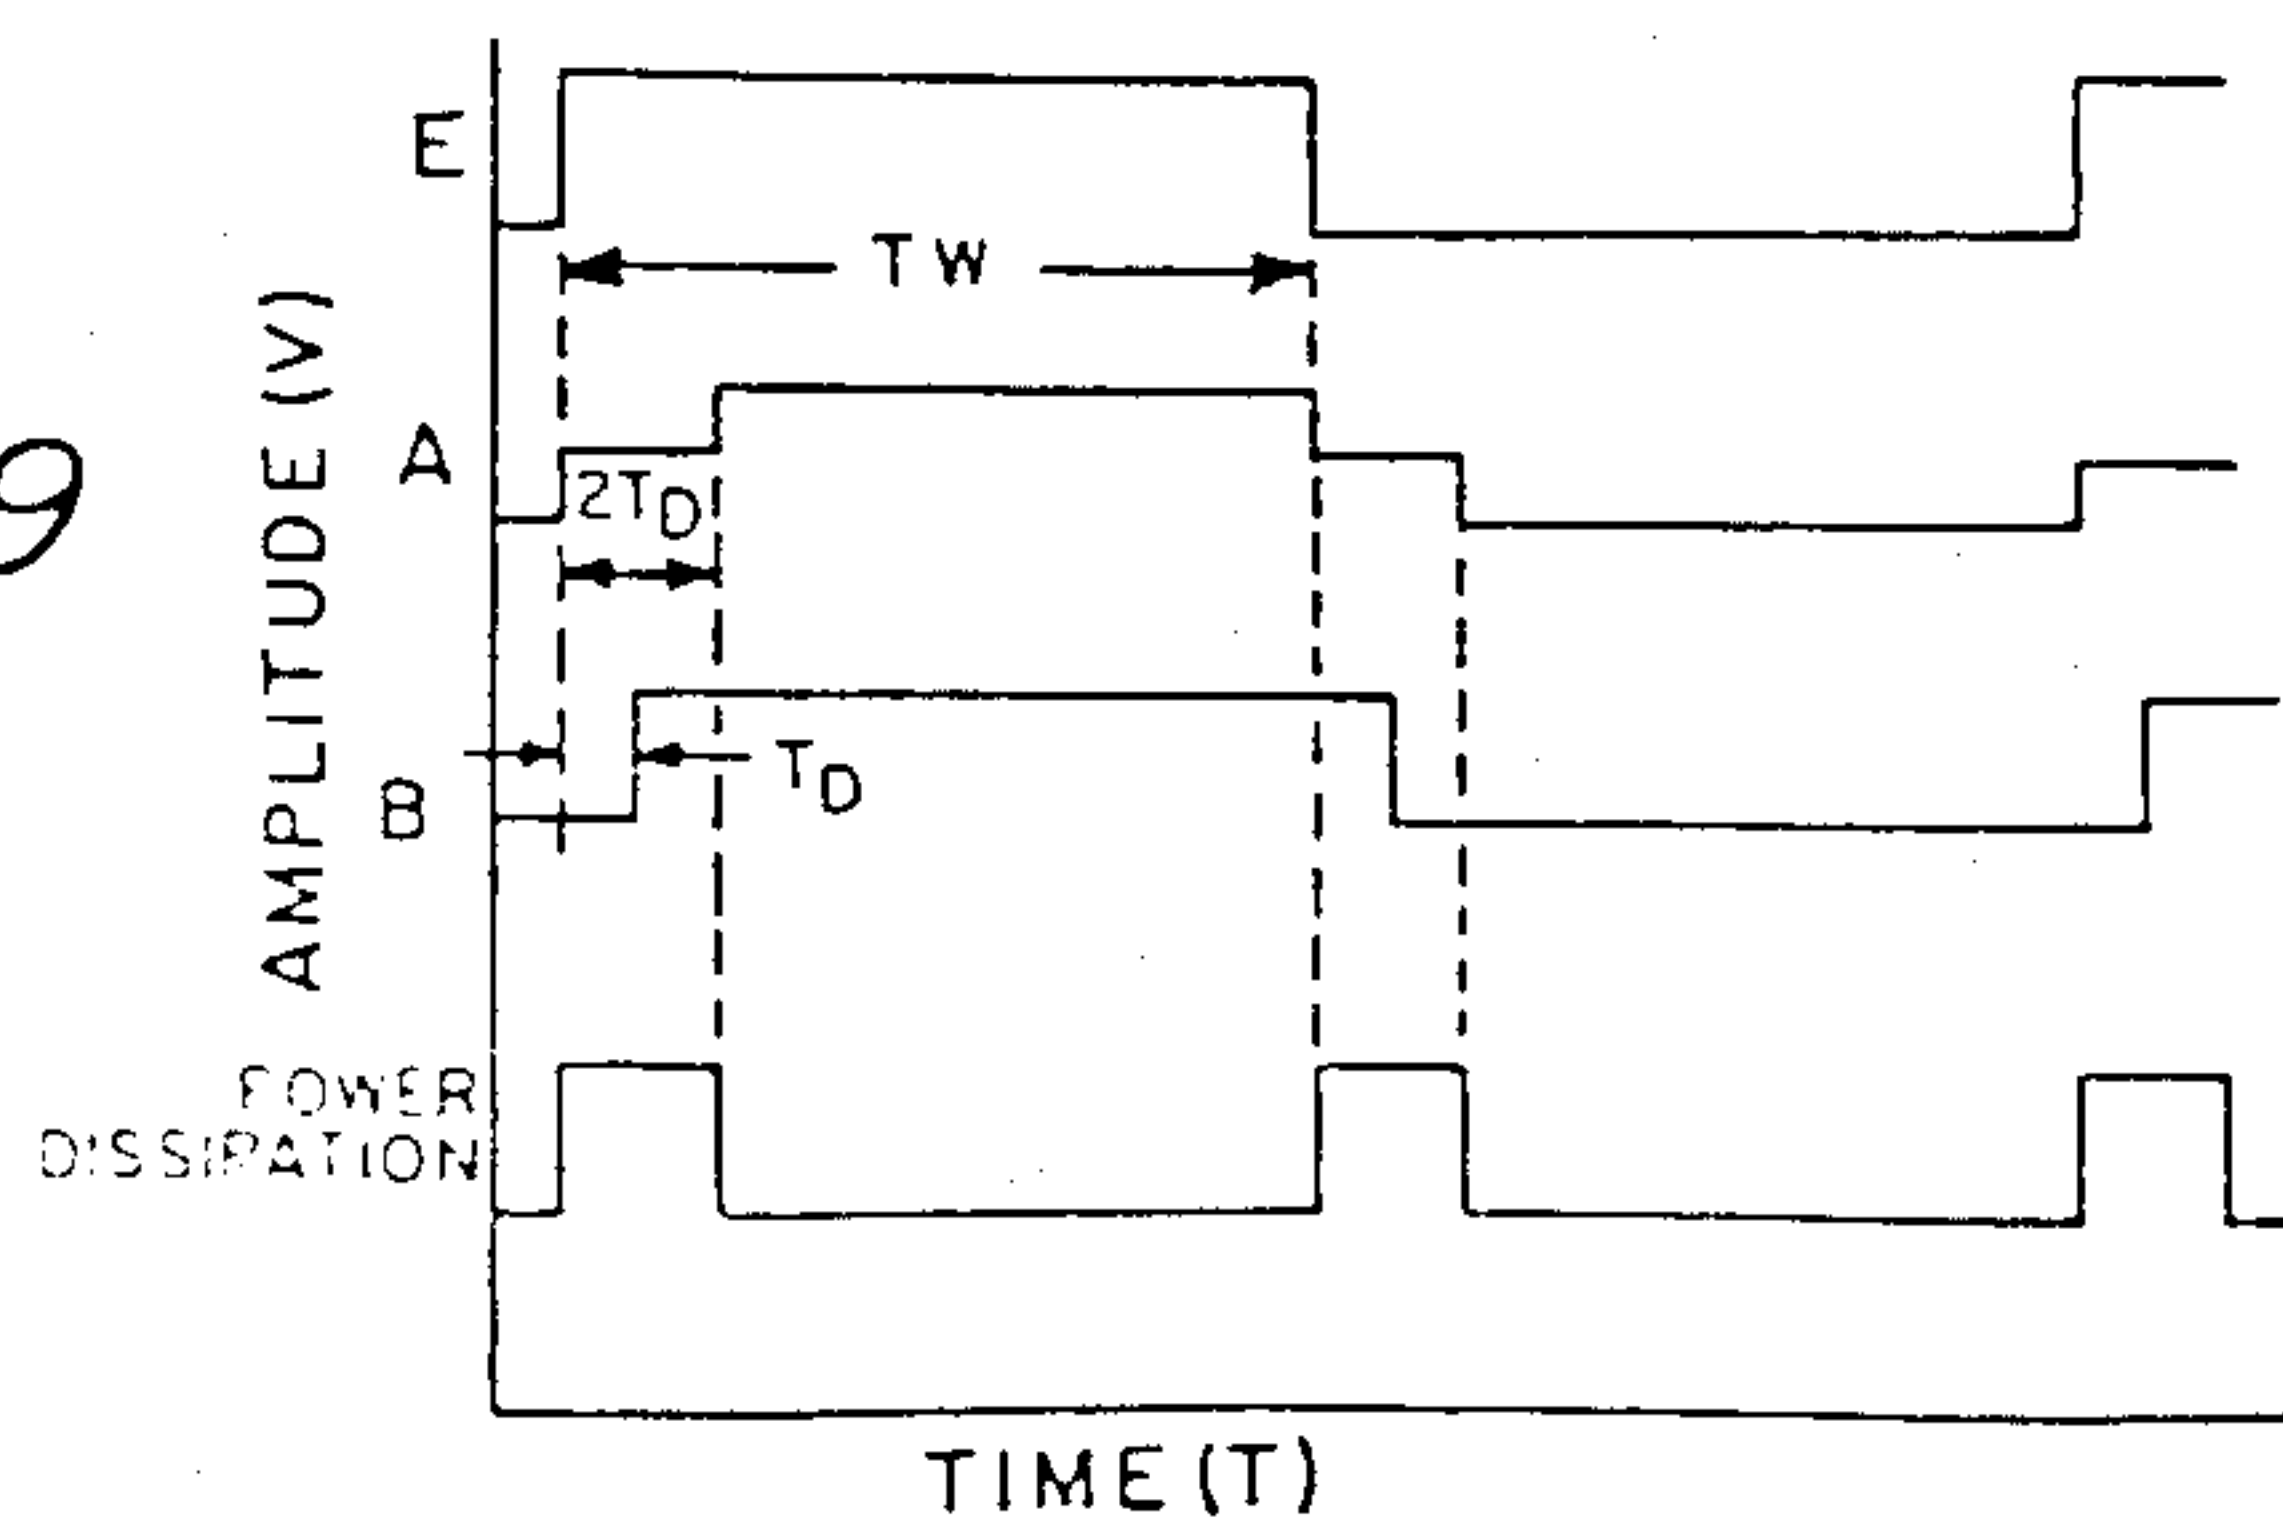 E
TW
A
2TD
B
TD
AMPLITUDE (V)
9
POWER
DISSIPATION
TIME(T)